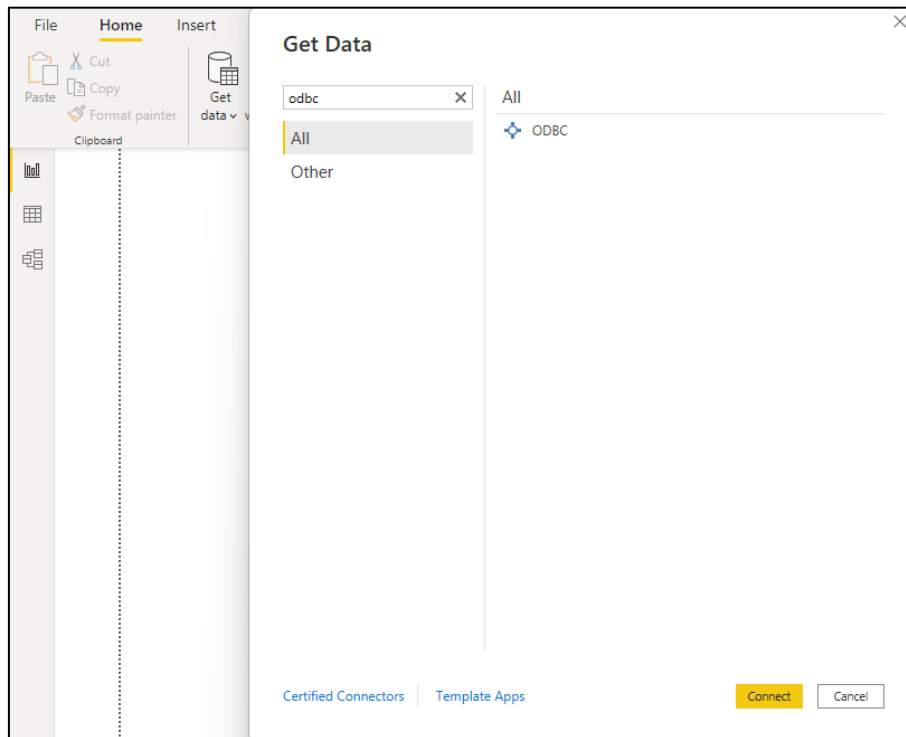 File Home Insert
Cut
Copy
Format painter
Paste
Get
data
Clipboard
Get Data
odbc
All
Other
All
ODBC
Certified Connectors
Template Apps
Connect
Cancel